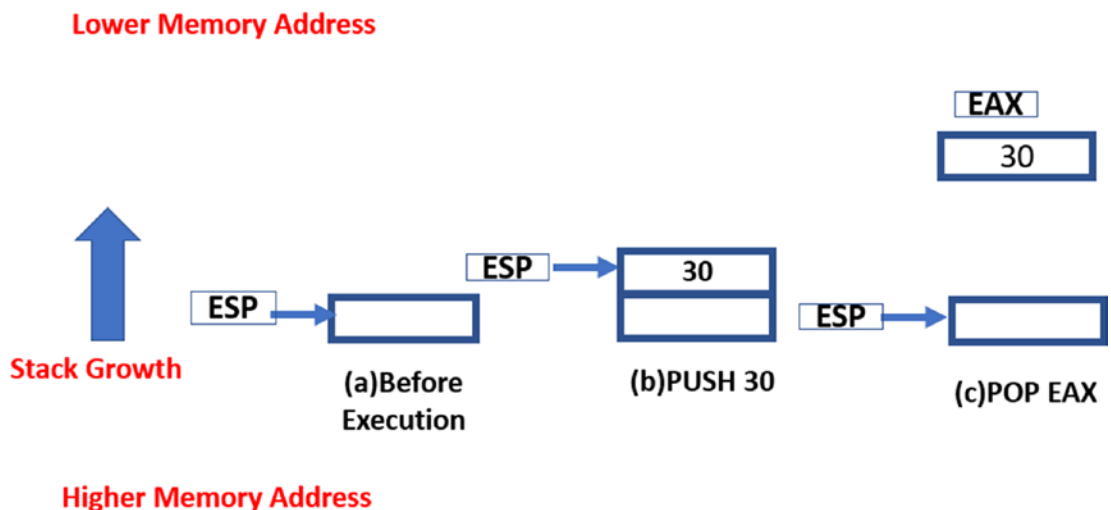 Lower Memory Address
EAX
30
ESP
30
ESP
ESP
Stack Growth
(a)Before
Execution
(b)PUSH 30
(c)POP EAX
Higher Memory Address